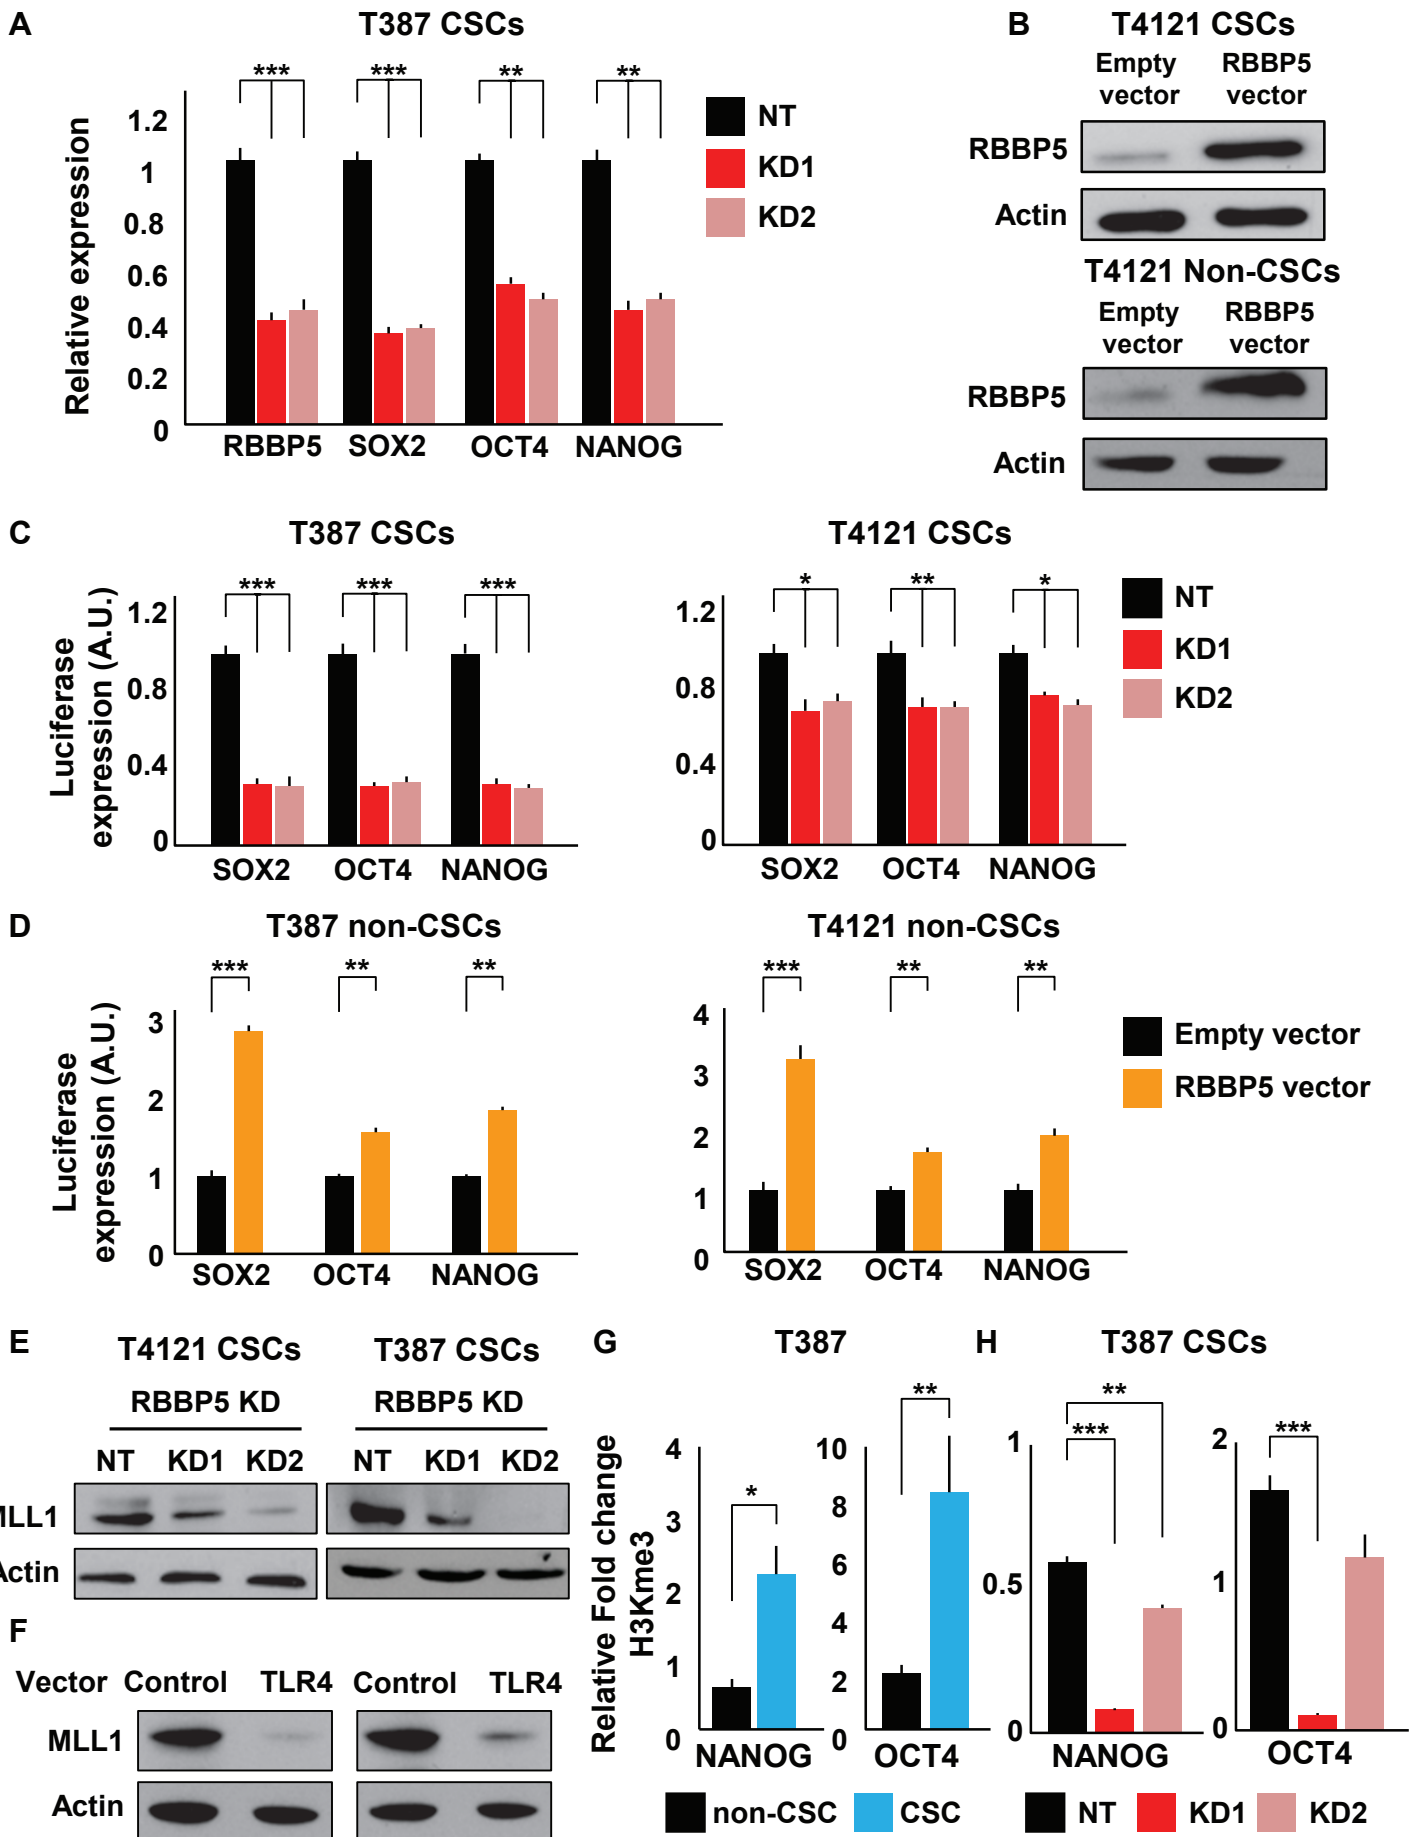 A
T387 CSCs
***
***
**
**
1.2
1
0.8
0.6
0.4
0.2
0
Relative expression
RBBP5
SOX2
OCT4
NANOG
NT
KD1
KD2
B
T4121 CSCs
Empty vector
RBBP5 vector
RBBP5
Actin
T4121 Non-CSCs
Empty vector
RBBP5 vector
RBBP5
Actin
C
T387 CSCs
***
***
***
1.2
0.8
0.4
0
Luciferase
expression (A.U.)
SOX2
OCT4
NANOG
T4121 CSCs
*
**
*
1.2
0.8
0.4
0
SOX2
OCT4
NANOG
NT
KD1
KD2
D
T387 non-CSCs
***
**
**
3
2
1
0
Luciferase
expression (A.U.)
SOX2
OCT4
NANOG
T4121 non-CSCs
***
**
**
4
3
2
1
0
SOX2
OCT4
NANOG
Empty vector
RBBP5 vector
E
T4121 CSCs
T387 CSCs
RBBP5 KD
RBBP5 KD
NT KD1 KD2
NT KD1 KD2
MLL1
Actin
F
Vector Control TLR4 Control TLR4
MLL1
Actin
G
T387
*
**
4
3
2
1
0
10
8
6
4
2
0
Relative Fold change
H3Kme3
NANOG
OCT4
non-CSC
CSC
H
T387 CSCs
**
***
***
1
0.5
0
2
1
0
NANOG
OCT4
NT
KD1
KD2